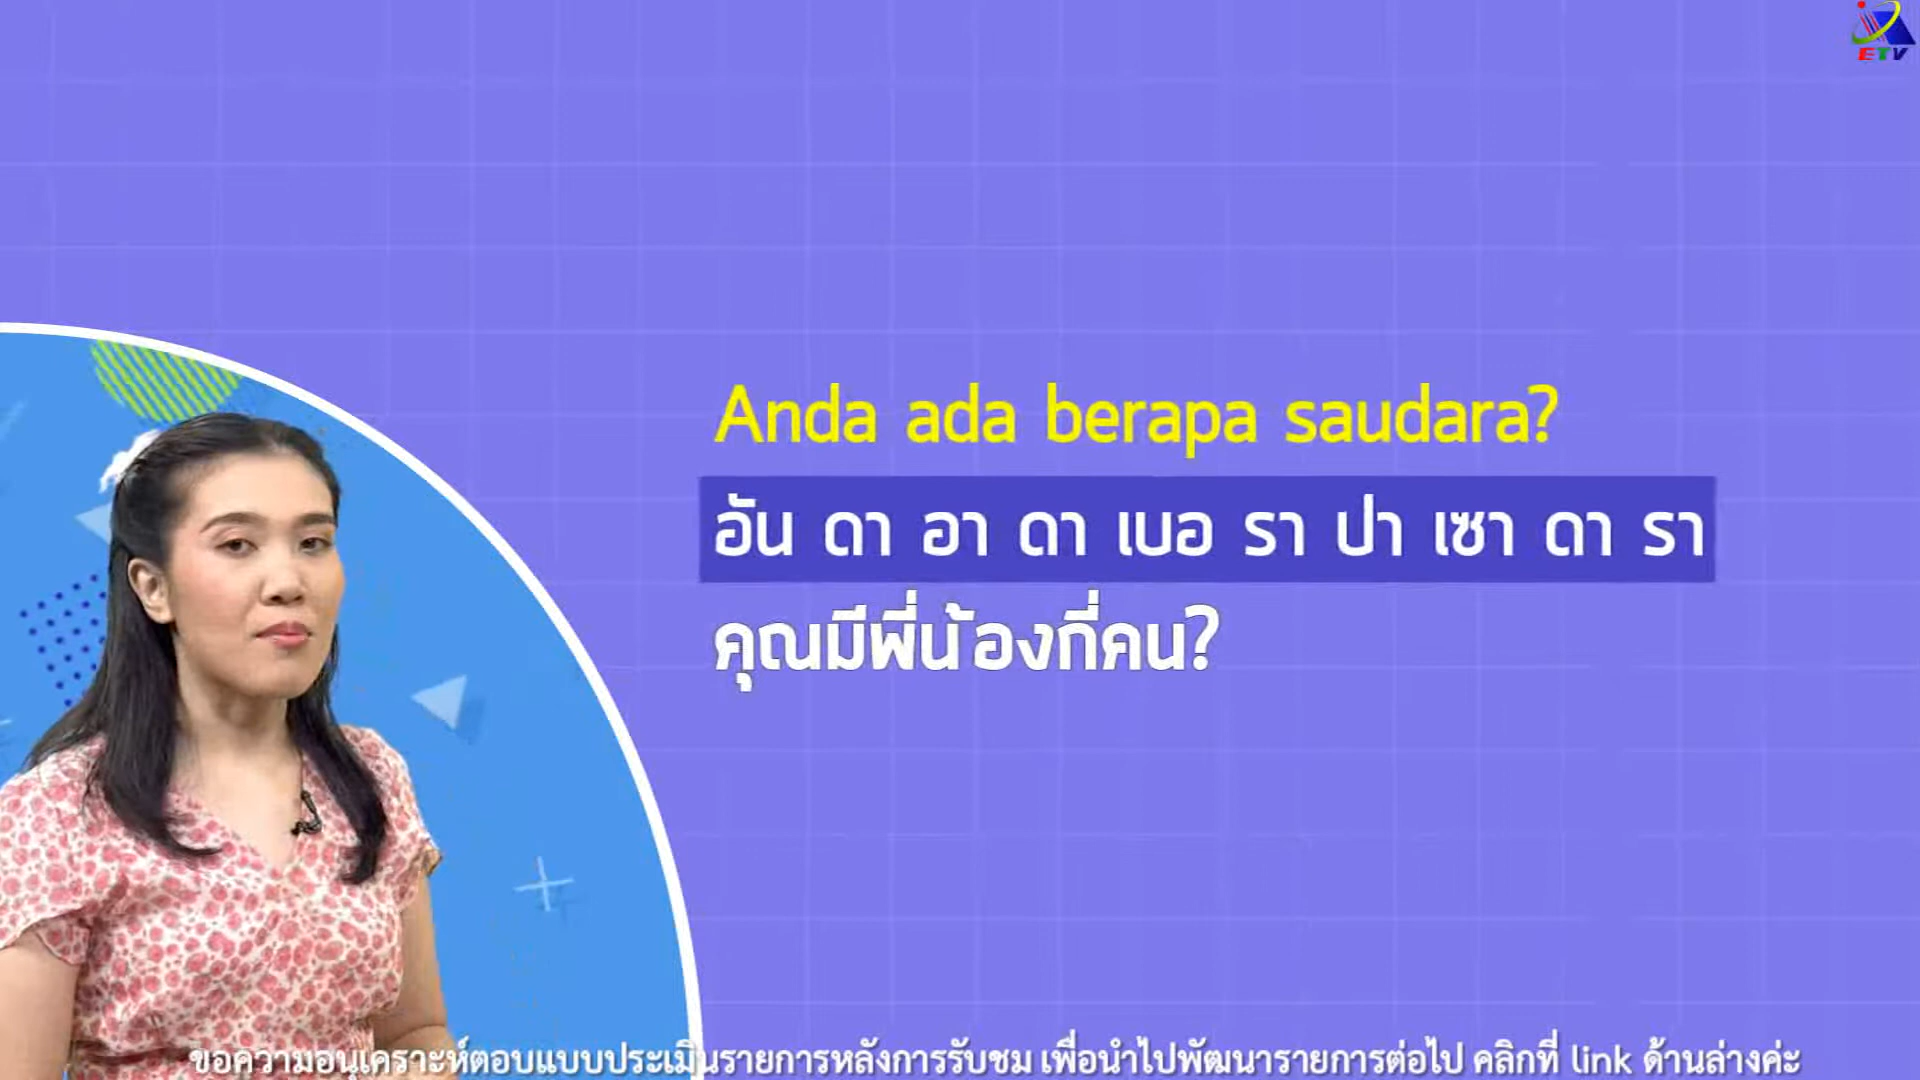 ETV
Anda ada berapa saudara?
อัน ดา อา ดา เบอ รา ปา เซา ดา รา
คุณมีพี่น้องกี่คน?
ขอความอนุเคราะห์ตอบแบบประเมินรายการหลังการรับชม เพื่อนำไปพัฒนารายการต่อไป คลิกที่ link ด้านล่างค่ะ